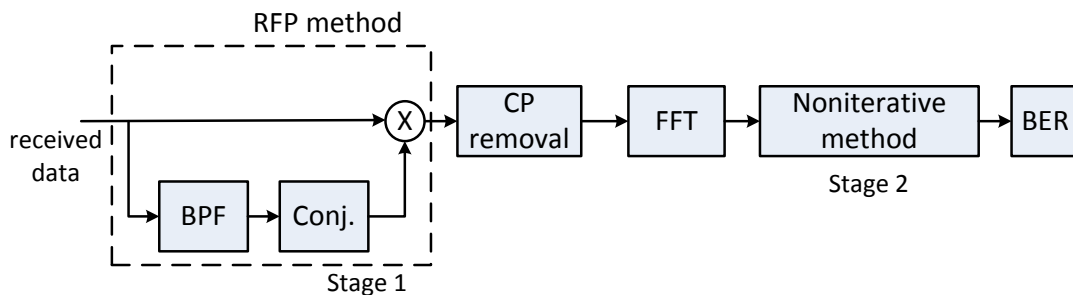 RFP method
received
data
X
BPF
Conj.
Stage 1
CP
removal
FFT
Noniterative
method
Stage 2
BER